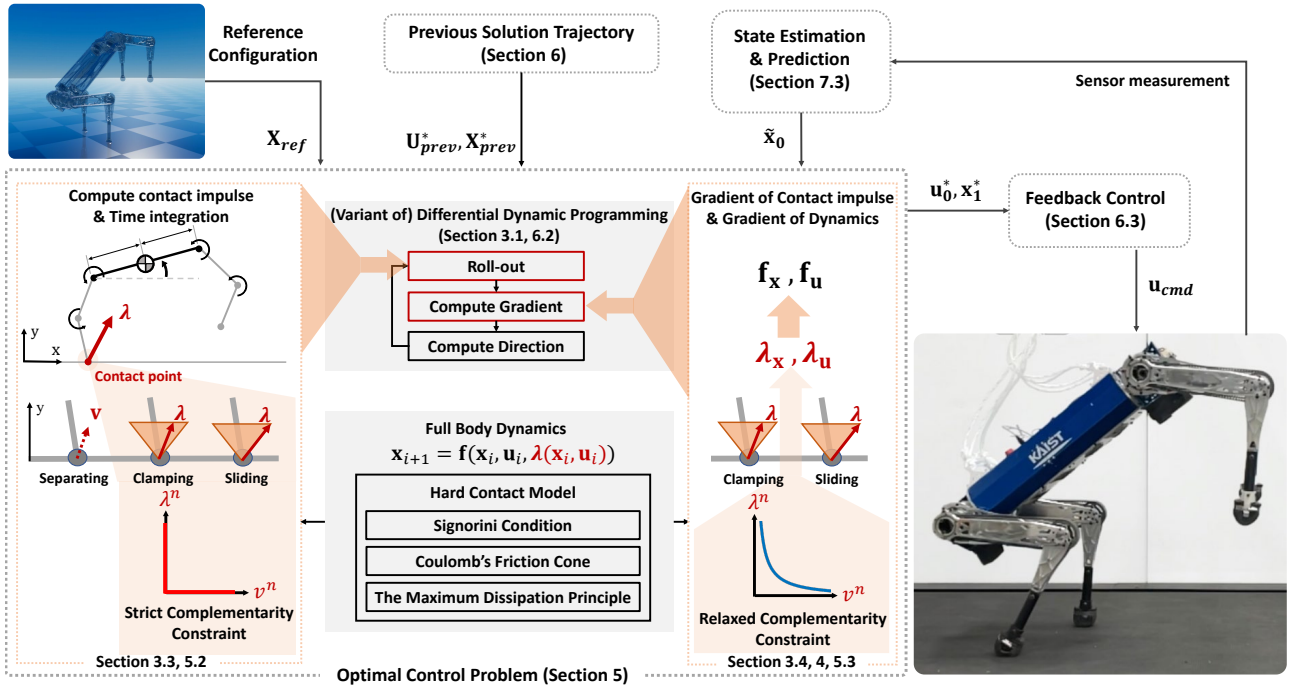 Reference
Configuration
Previous Solution Trajectory
(Section 6)
State Estimation
& Prediction
(Section 7.3)
Sensor measurement
X_ref
U*_prev, X*_prev
x̃_0
u*_0, x*_1
Feedback Control
(Section 6.3)
u_cmd
Compute contact impulse
& Time integration
λ
y
x
Contact point
y
v
λ
λ
Separating
Clamping
Sliding
λ^n
v^n
Strict Complementarity
Constraint
Section 3.3, 5.2
(Variant of) Differential Dynamic Programming
(Section 3.1, 6.2)
Roll-out
Compute Gradient
Compute Direction
Full Body Dynamics
x_{i+1} = f(x_i, u_i, λ(x_i, u_i))
Hard Contact Model
Signorini Condition
Coulomb's Friction Cone
The Maximum Dissipation Principle
Gradient of Contact impulse
& Gradient of Dynamics
f_x , f_u
λ_x , λ_u
λ
λ
Clamping
Sliding
λ^n
v^n
Relaxed Complementarity
Constraint
Section 3.4, 4, 5.3
Optimal Control Problem (Section 5)
KAIST